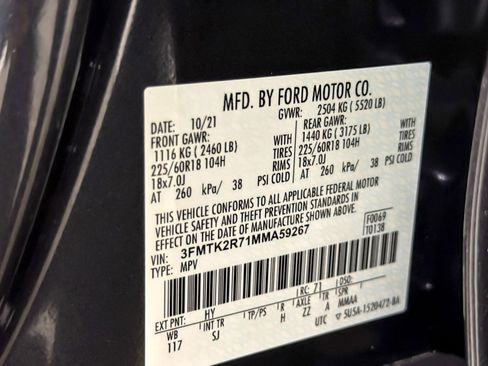 MFD. BY FORD MOTOR CO.
DATE: 10/21 GVWR: 2504 KG (5520 LB)
FRONT GAWR: REAR GAWR:
1116 KG (2460 LB) WITH 1440 KG (3175 LB) WITH
225/60R18 104H TIRES 225/60R18 104H TIRES
18x7.0J RIMS 18x7.0J RIMS
AT 260 kPa/ 38 PSI COLD AT 260 kPa/ 38 PSI COLD
THIS VEHICLE CONFORMS TO ALL APPLICABLE FEDERAL MOTOR
VEHICLE SAFETY AND THEFT PREVENTION STANDARDS IN
EFFECT ON THE DATE OF MANUFACTURE SHOWN ABOVE.
VIN: 3FMTK2R71MMA59267 F0069
TYPE: MPV T0138
EXT PNT: HY RC: 71 DSO:
WB INT TR TP/PS R AXLE TR SPR
117 SJ H ZZ A MMAA
UTC ▽ 5USA-1520472-BA